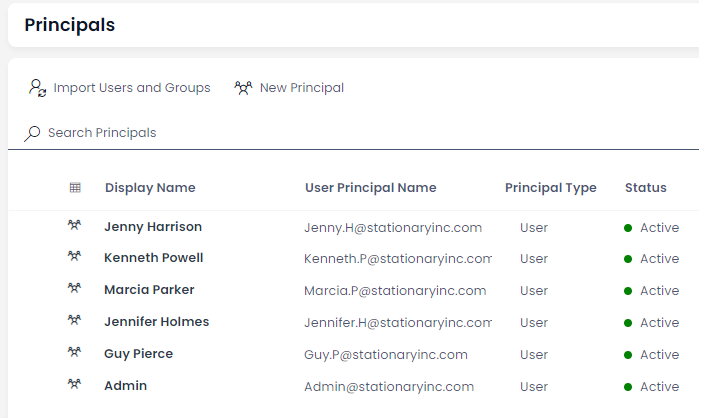 Principals
Import Users and Groups New Principal
Search Principals
Display Name User Principal Name Principal Type Status
Jenny Harrison Jenny.H@stationaryinc.com User Active
Kenneth Powell Kenneth.P@stationaryinc.com User Active
Marcia Parker Marcia.P@stationaryinc.com User Active
Jennifer Holmes Jennifer.H@stationaryinc.com User Active
Guy Pierce Guy.P@stationaryinc.com User Active
Admin Admin@stationaryinc.com User Active